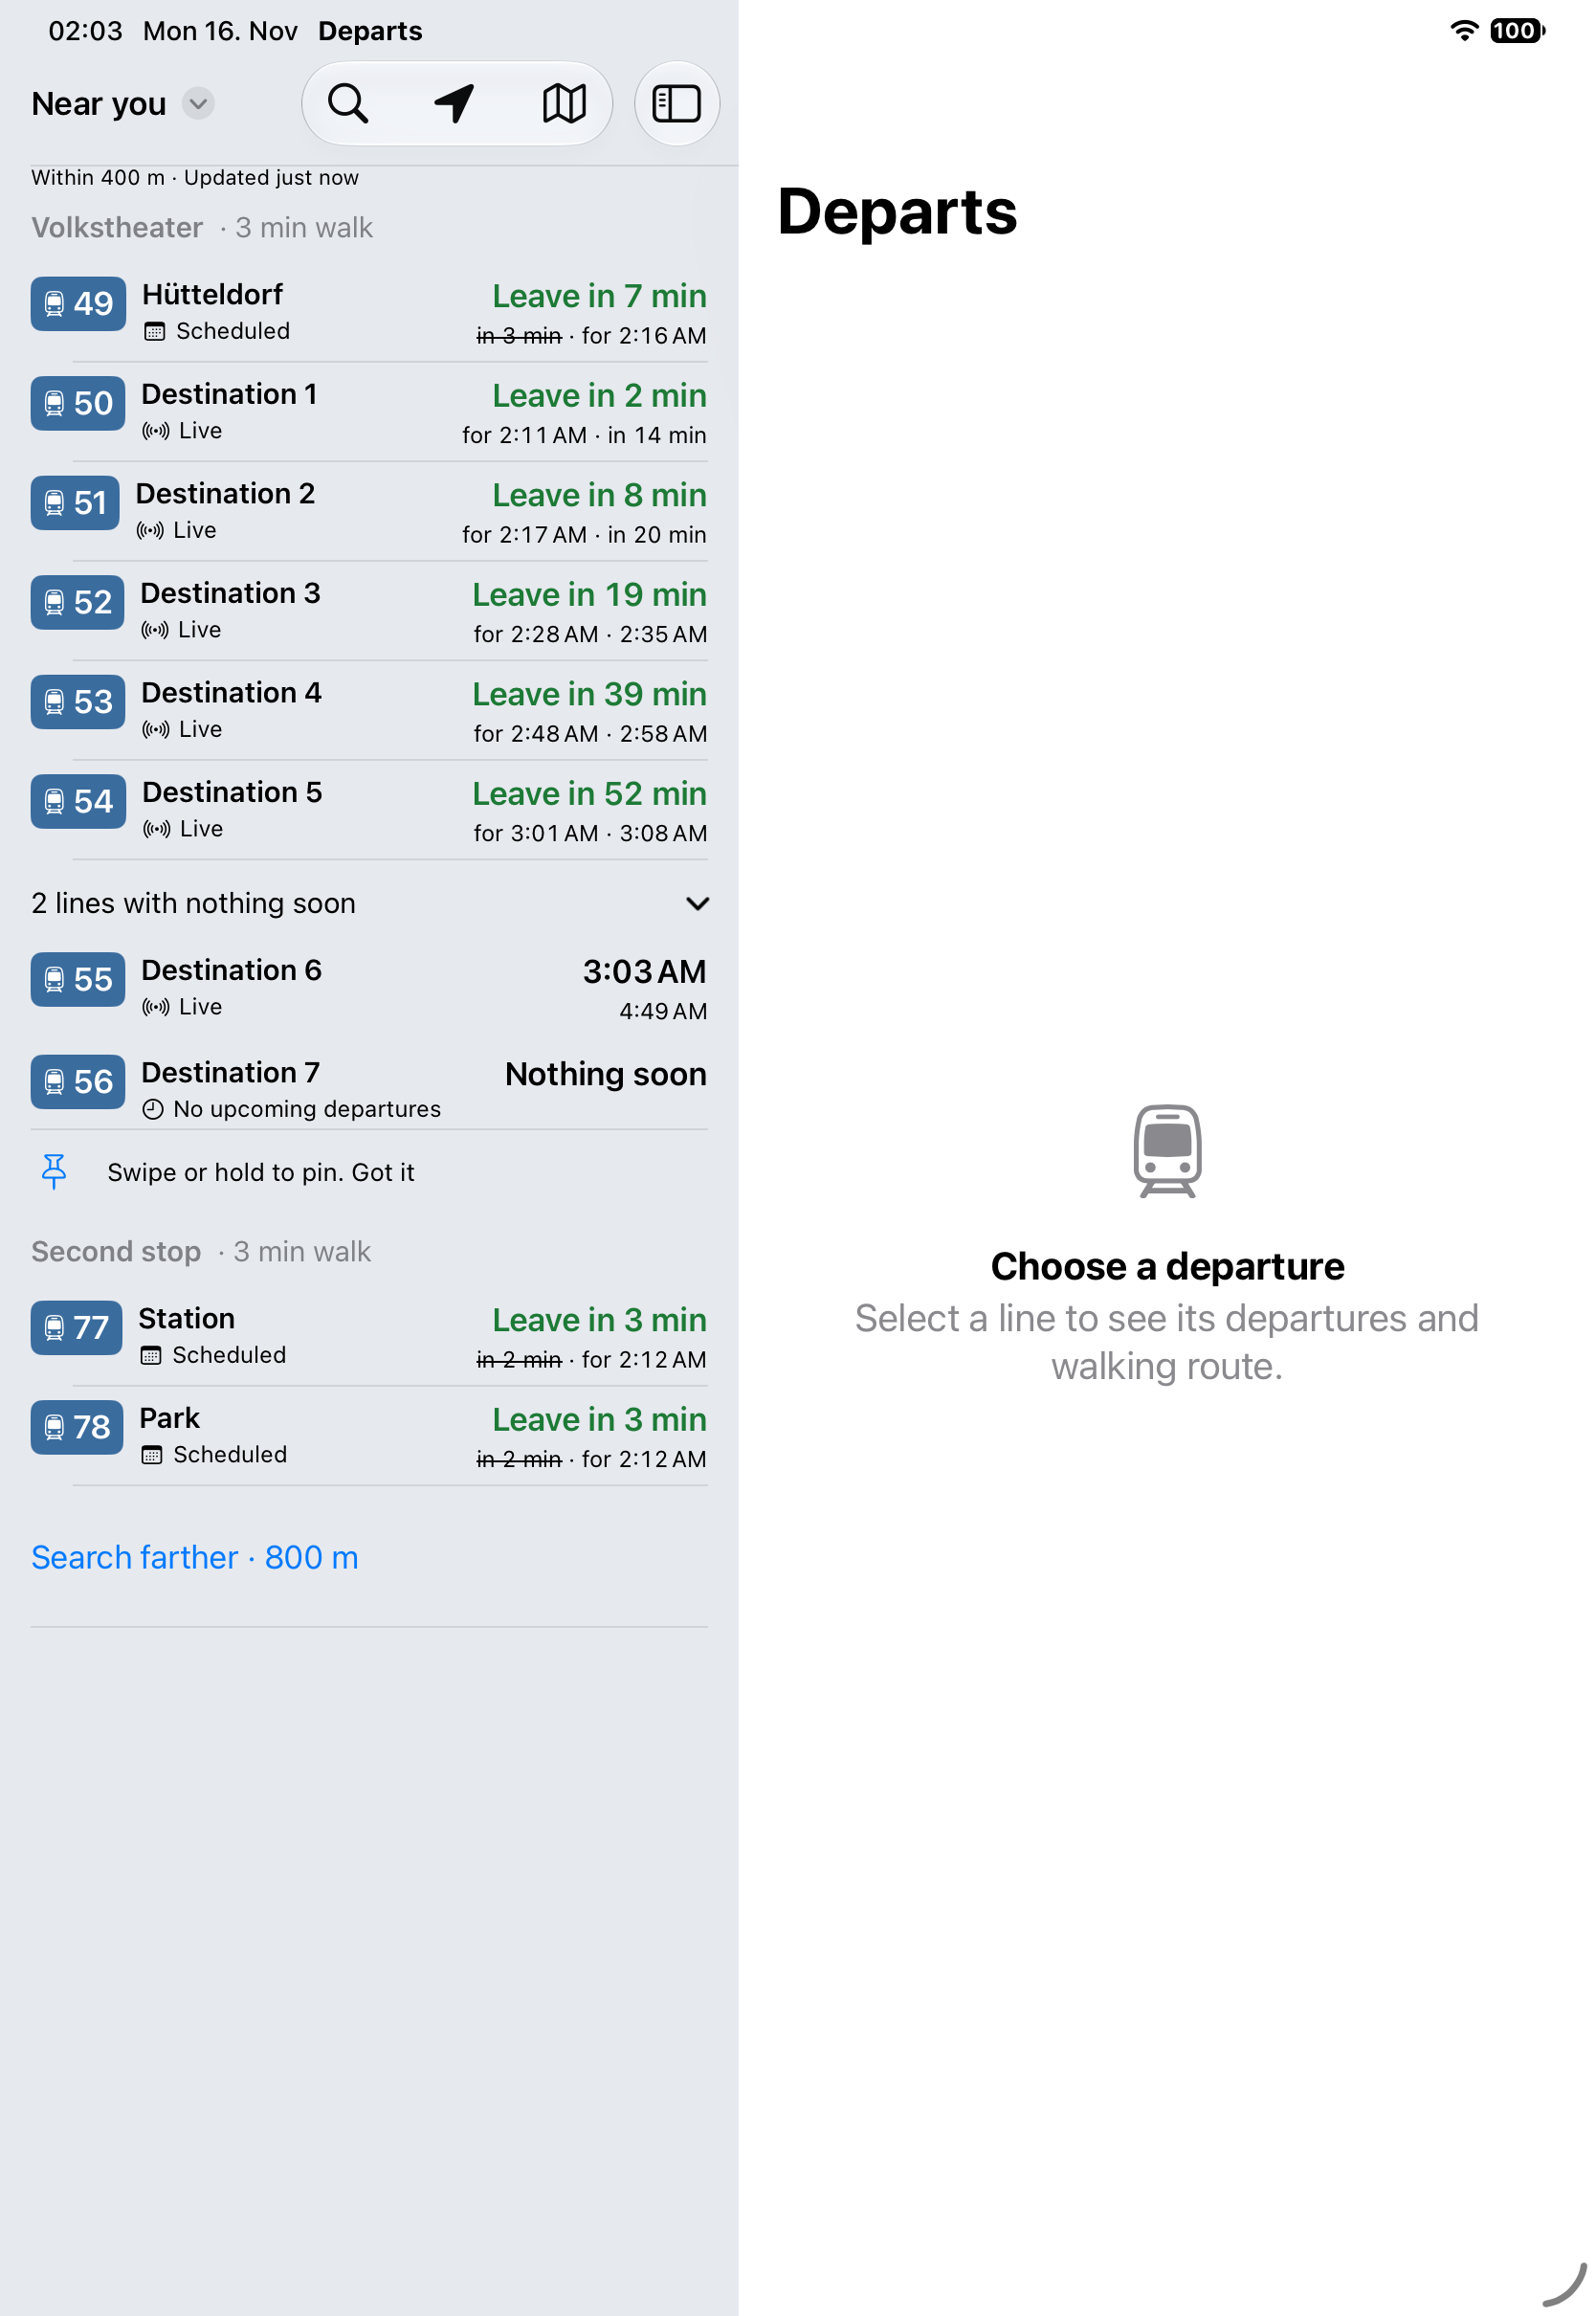 02:03 Mon 16. Nov Departs
100
Near you
Within 400 m · Updated just now
Volkstheater · 3 min walk
49 Hütteldorf Leave in 7 min
Scheduled in 3 min · for 2:16 AM
50 Destination 1 Leave in 2 min
Live for 2:11 AM · in 14 min
51 Destination 2 Leave in 8 min
Live for 2:17 AM · in 20 min
52 Destination 3 Leave in 19 min
Live for 2:28 AM · 2:35 AM
53 Destination 4 Leave in 39 min
Live for 2:48 AM · 2:58 AM
54 Destination 5 Leave in 52 min
Live for 3:01 AM · 3:08 AM
2 lines with nothing soon
55 Destination 6 3:03 AM
Live 4:49 AM
56 Destination 7 Nothing soon
No upcoming departures
Swipe or hold to pin. Got it
Second stop · 3 min walk
77 Station Leave in 3 min
Scheduled in 2 min · for 2:12 AM
78 Park Leave in 3 min
Scheduled in 2 min · for 2:12 AM
Search farther · 800 m
Departs
Choose a departure
Select a line to see its departures and
walking route.